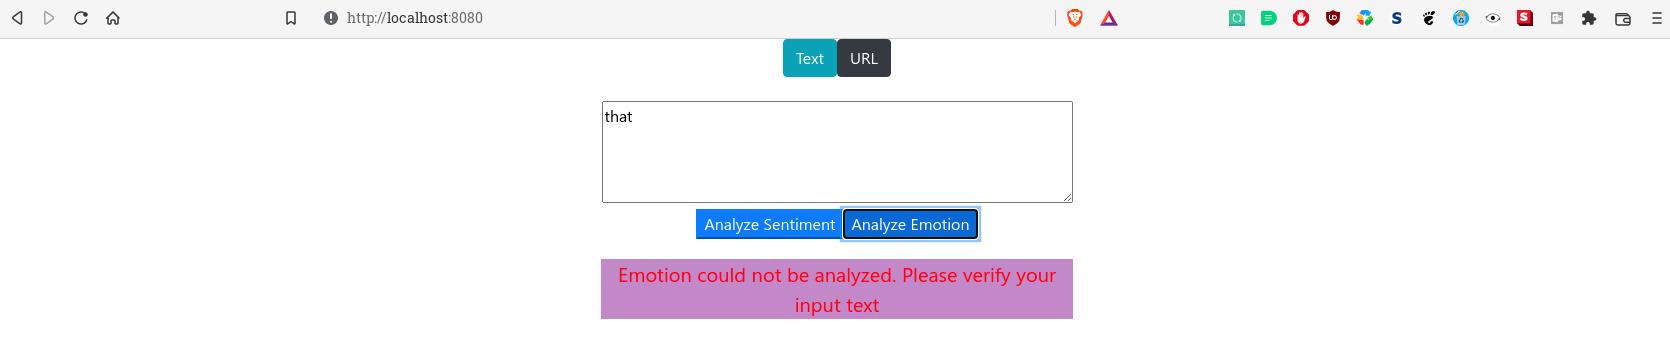 http://localhost:8080
Text URL
that
Analyze Sentiment Analyze Emotion
Emotion could not be analyzed. Please verify your
input text